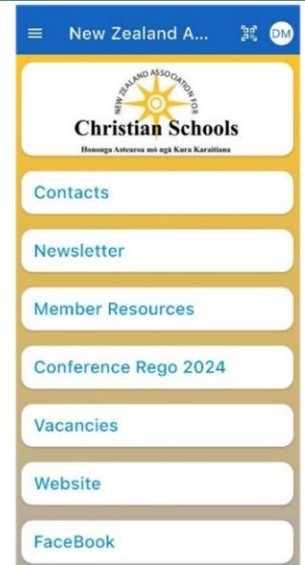 New Zealand A...
DM
NEW ZEALAND ASSOCIATION FOR
Christian Schools
Hononga Aotearoa mō ngā Kura Karaitiana
Contacts
Newsletter
Member Resources
Conference Rego 2024
Vacancies
Website
FaceBook